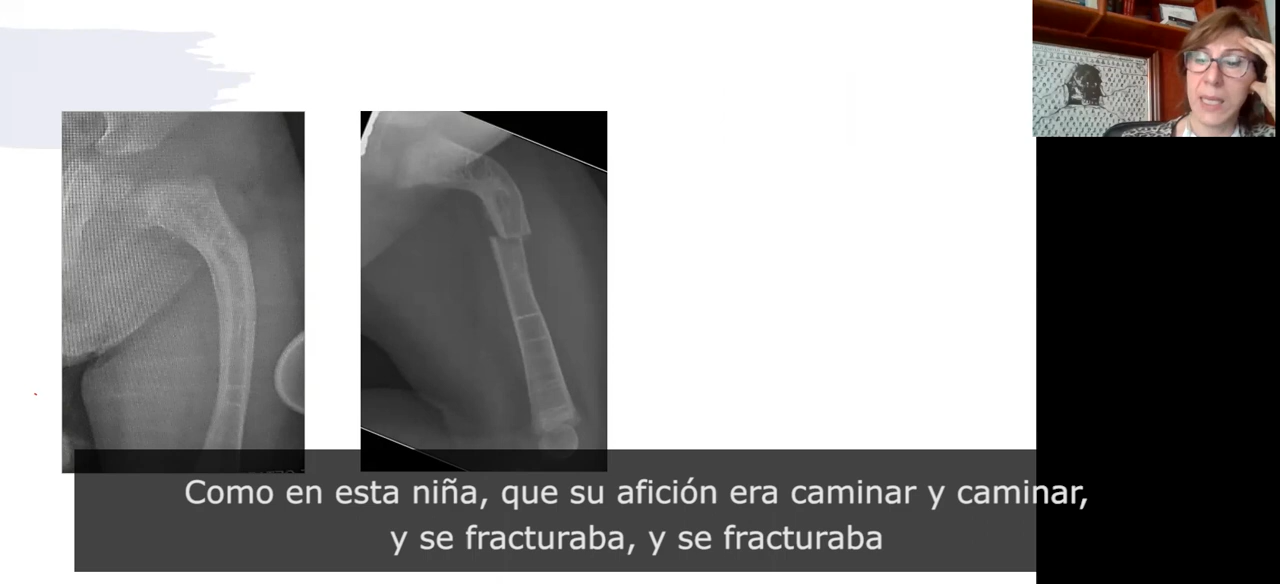 Como en esta niña, que su afición era caminar y caminar,
y se fracturaba, y se fracturaba